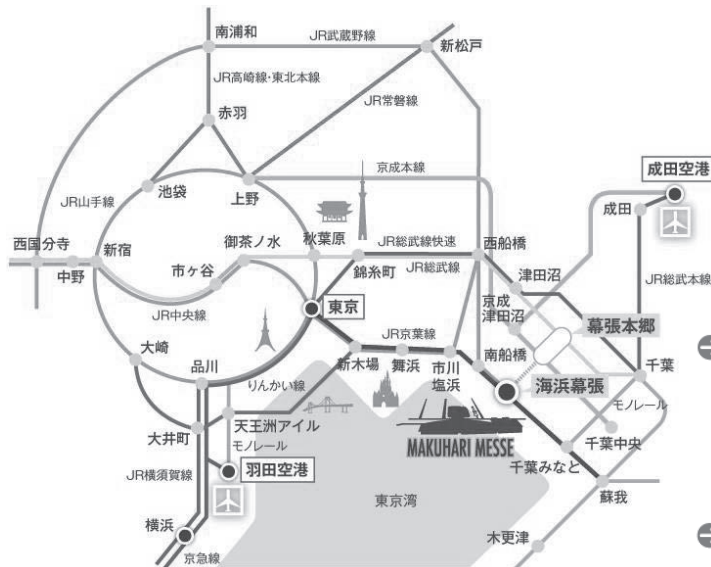 南浦和
JR武蔵野線
新松戸
JR高崎線・東北本線
JR常磐線
赤羽
京成本線
成田空港
池袋
上野
成田
JR山手線
西国分寺
中野
新宿
御茶ノ水
秋葉原
JR総武線快速
西船橋
市ヶ谷
錦糸町
JR総武線
津田沼
JR総武本線
JR中央線
東京
京成
津田沼
幕張本郷
大崎
品川
JR京葉線
新木場
舞浜
市川
塩浜
南船橋
千葉
りんかい線
海浜幕張
モノレール
大井町
天王洲アイル
モノレール
MAKUHARI MESSE
千葉中央
千葉みなと
JR横須賀線
羽田空港
東京湾
蘇我
横浜
京急線
木更津